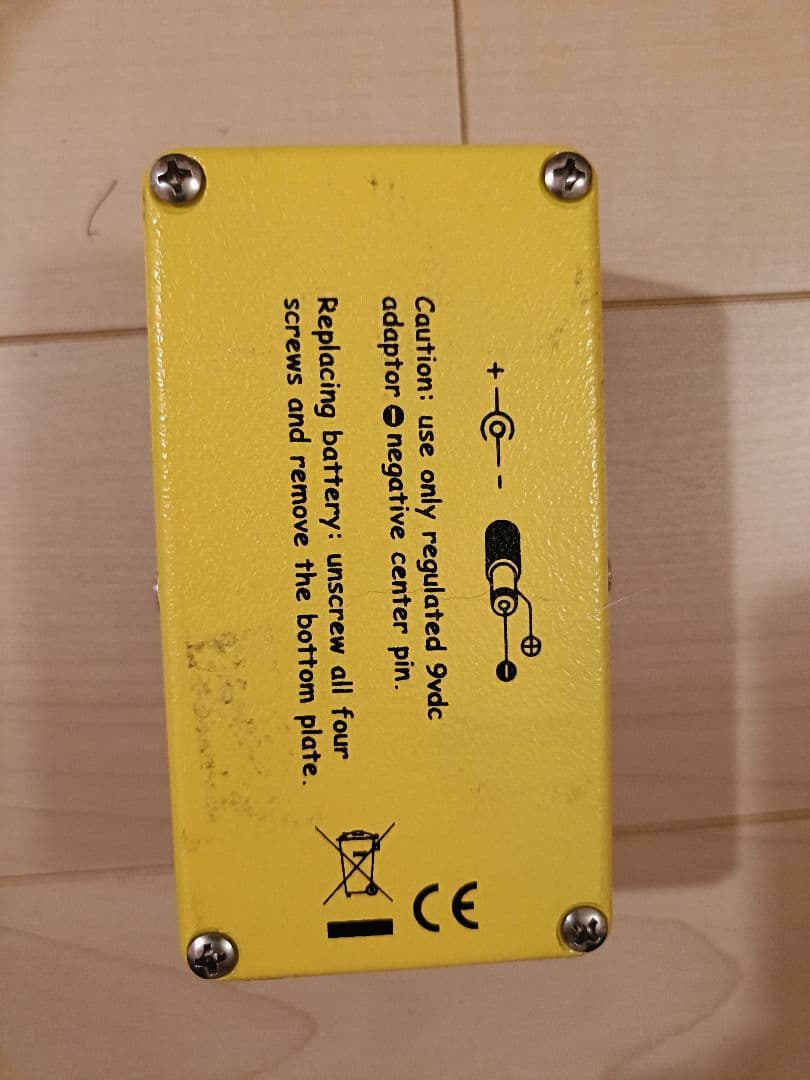 + -
Caution: use only regulated 9vdc
adaptor ⊖ negative center pin.
Replacing battery: unscrew all four
screws and remove the bottom plate.
CE